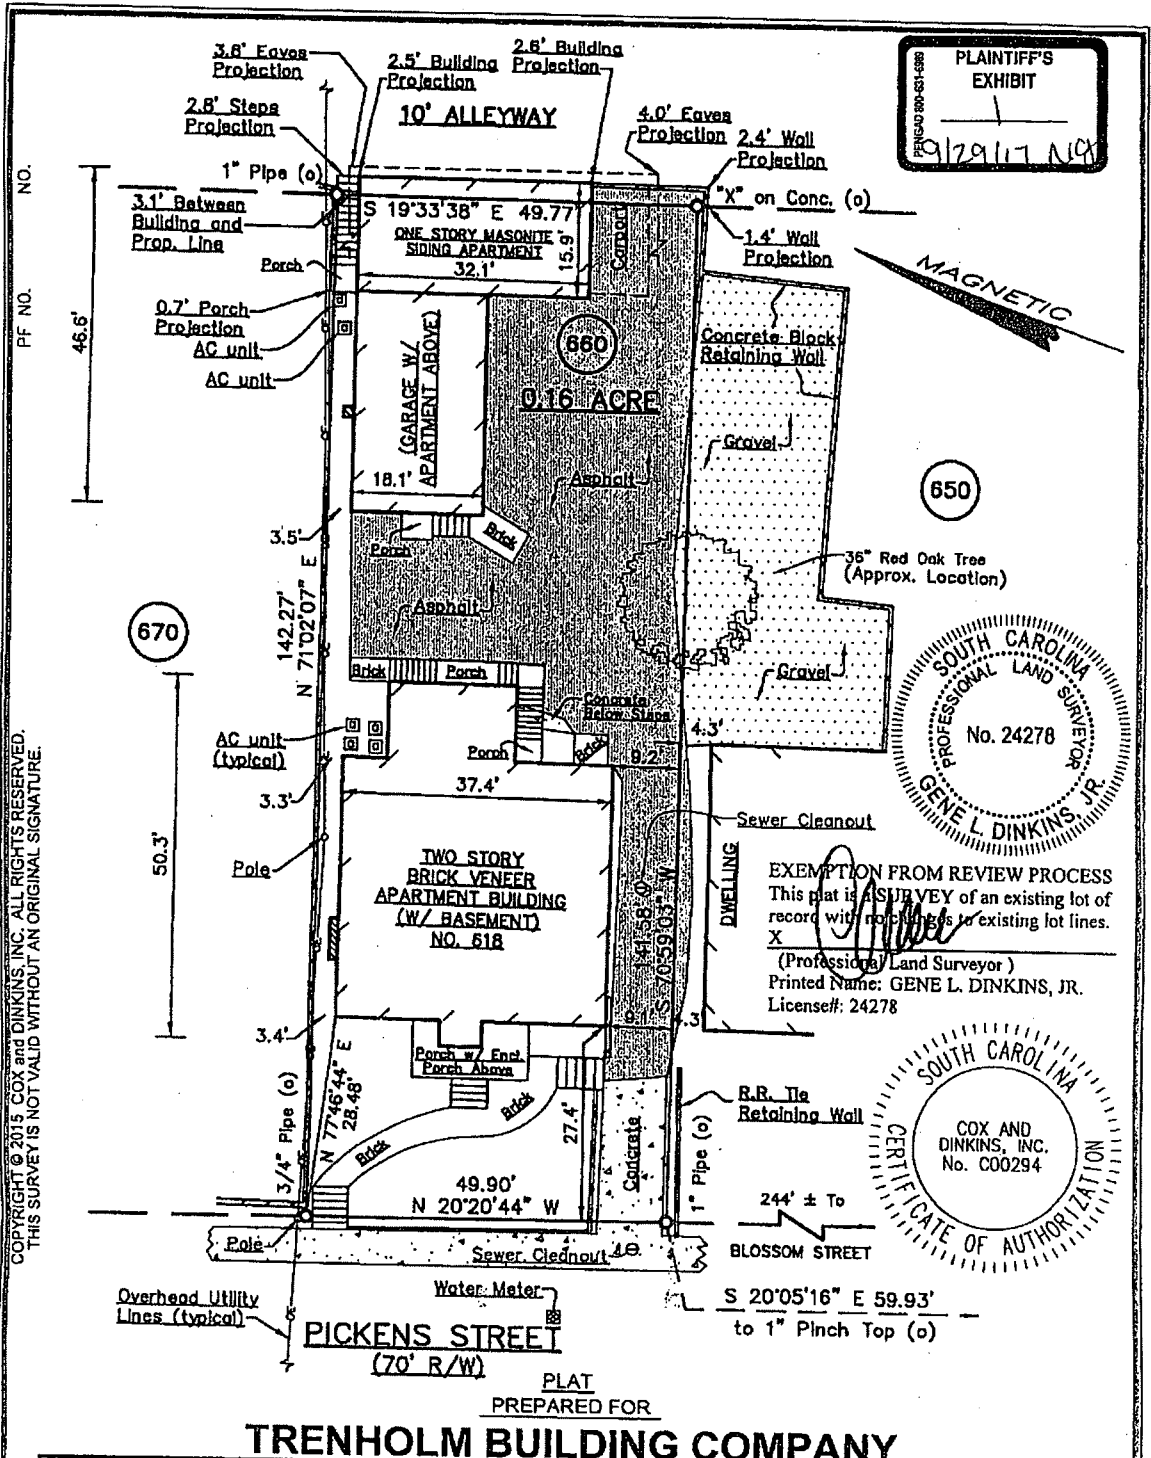 3.8' Eaves
Projection
2.5' Building
Projection
2.6' Building
Projection
PLAINTIFF'S
EXHIBIT
1
9/29/17 NG
PENGAD 800-631-6989
2.8' Steps
Projection
10' ALLEYWAY
4.0' Eaves
Projection
2.4' Wall
Projection
1" Pipe (o)
"X" on Conc. (o)
3.1' Between
Building and
Prop. Line
S 19°33'38" E 49.77'
ONE STORY MASONITE
SIDING APARTMENT
32.1'
15.9'
Carport
1.4' Wall
Projection
MAGNETIC
Porch
0.7' Porch
Projection
AC unit
AC unit
46.6'
PF NO.
NO.
(GARAGE W/
APARTMENT ABOVE)
18.1'
660
0.16 ACRE
Concrete Block
Retaining Wall
Gravel
Asphalt
650
3.5'
Porch
Brick
36" Red Oak Tree
(Approx. Location)
142.27'
N 71°02'07" E
670
Asphalt
Brick
Porch
Gravel
Concrete
Below Steps
SOUTH CAROLINA
PROFESSIONAL LAND SURVEYOR
No. 24278
GENE L. DINKINS, JR.
AC unit
(typical)
Porch
Brick
4.3'
9.2'
3.3'
37.4'
50.3'
Pole
TWO STORY
BRICK VENEER
APARTMENT BUILDING
(W/ BASEMENT)
NO. 618
Sewer Cleanout
DWELLING
141.58'
S 70°59'03" W
EXEMPTION FROM REVIEW PROCESS
This plat is a SURVEY of an existing lot of
record with no changes to existing lot lines.
X
(Professional Land Surveyor )
Printed Name: GENE L. DINKINS, JR.
License#: 24278
3.4'
4.3'
Porch w/ Encl.
Porch Above
N 77°46'44" E
28.48'
3/4" Pipe (o)
Brick
Brick
27.4'
Concrete
R.R. Tie
Retaining Wall
1" Pipe (o)
SOUTH CAROLINA
COX AND
DINKINS, INC.
No. C00294
CERTIFICATE OF AUTHORIZATION
49.90'
N 20°20'44" W
244' ± To
BLOSSOM STREET
Pole
Sewer Cleanout
Overhead Utility
Lines (typical)
Water Meter
S 20°05'16" E 59.93'
to 1" Pinch Top (o)
PICKENS STREET
(70' R/W)
PLAT
PREPARED FOR
TRENHOLM BUILDING COMPANY
COPYRIGHT © 2015 COX and DINKINS, INC. ALL RIGHTS RESERVED.
THIS SURVEY IS NOT VALID WITHOUT AN ORIGINAL SIGNATURE.